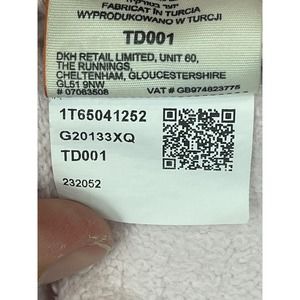 FABRICAT IN TURCIA
WYPRODUKOWANO W TURCJI
TD001
DKH RETAIL LIMITED, UNIT 60,
THE RUNNINGS,
CHELTENHAM, GLOUCESTERSHIRE
GL51 9NW
# 07063508 VAT # GB974823775
1T65041252
G20133XQ
TD001
232052